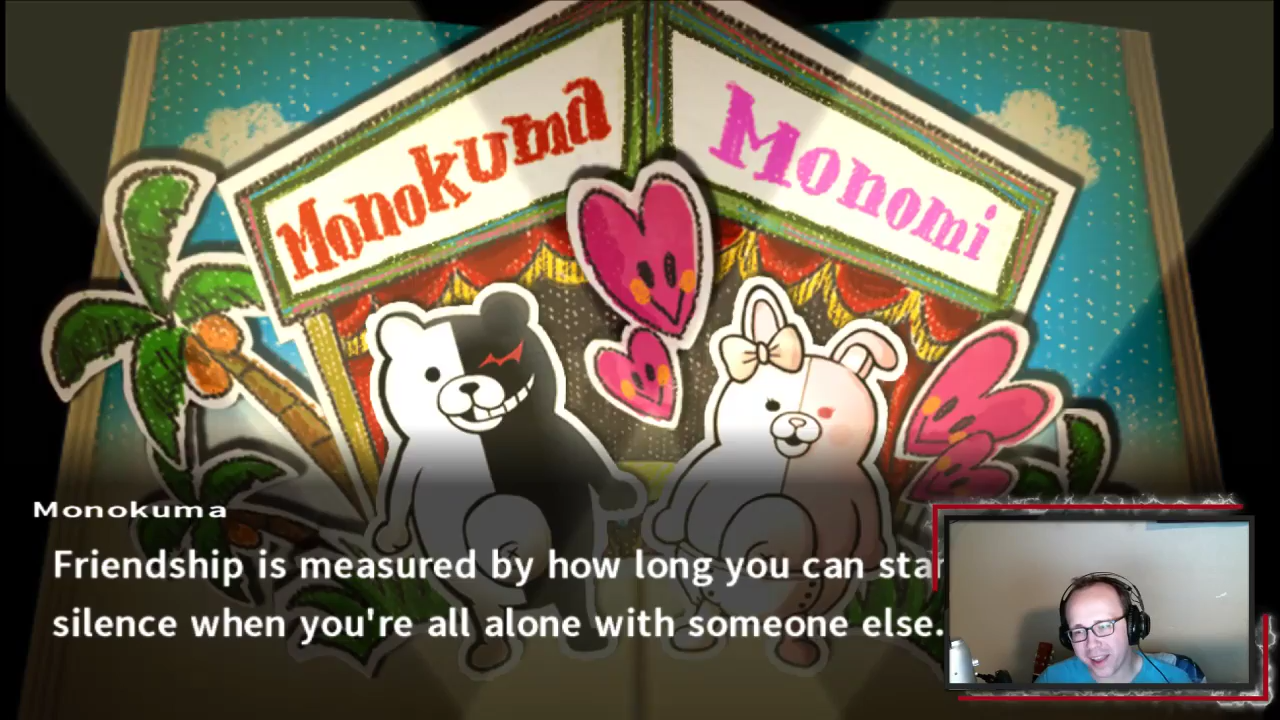 Monokuma
Monomi
Monokuma
Friendship is measured by how long you can
silence when you're all alone with someone else.